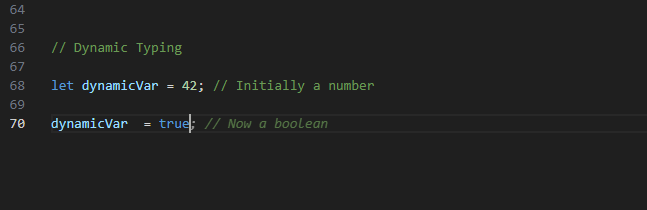 64
65
66 // Dynamic Typing
67
68 let dynamicVar = 42; // Initially a number
69
70 dynamicVar  = true; // Now a boolean